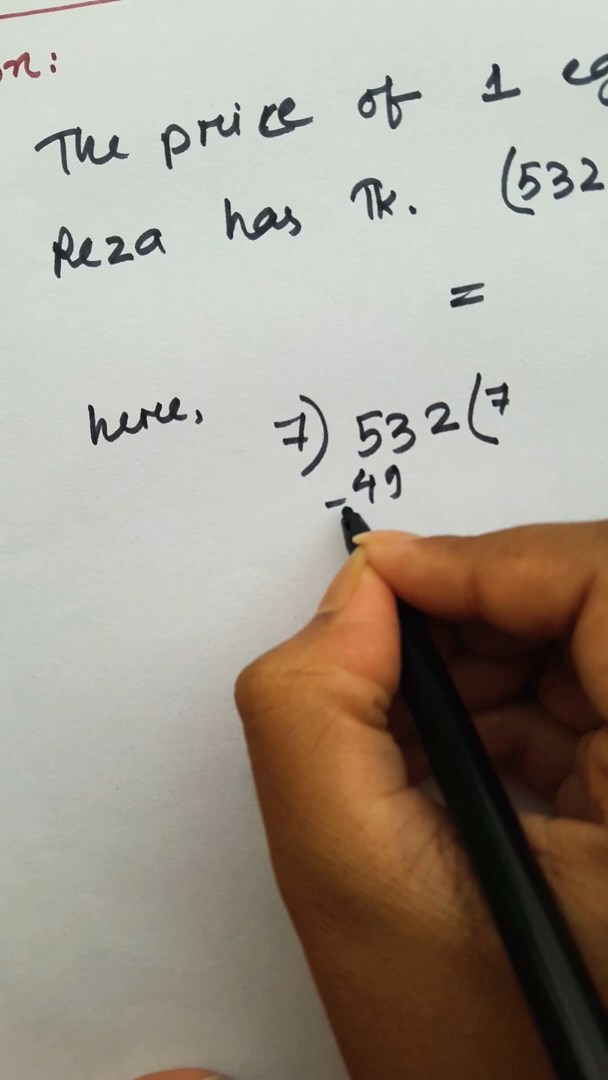 The price of 1
Reza has Tk. (532
=
here, 7) 532 (7
-49